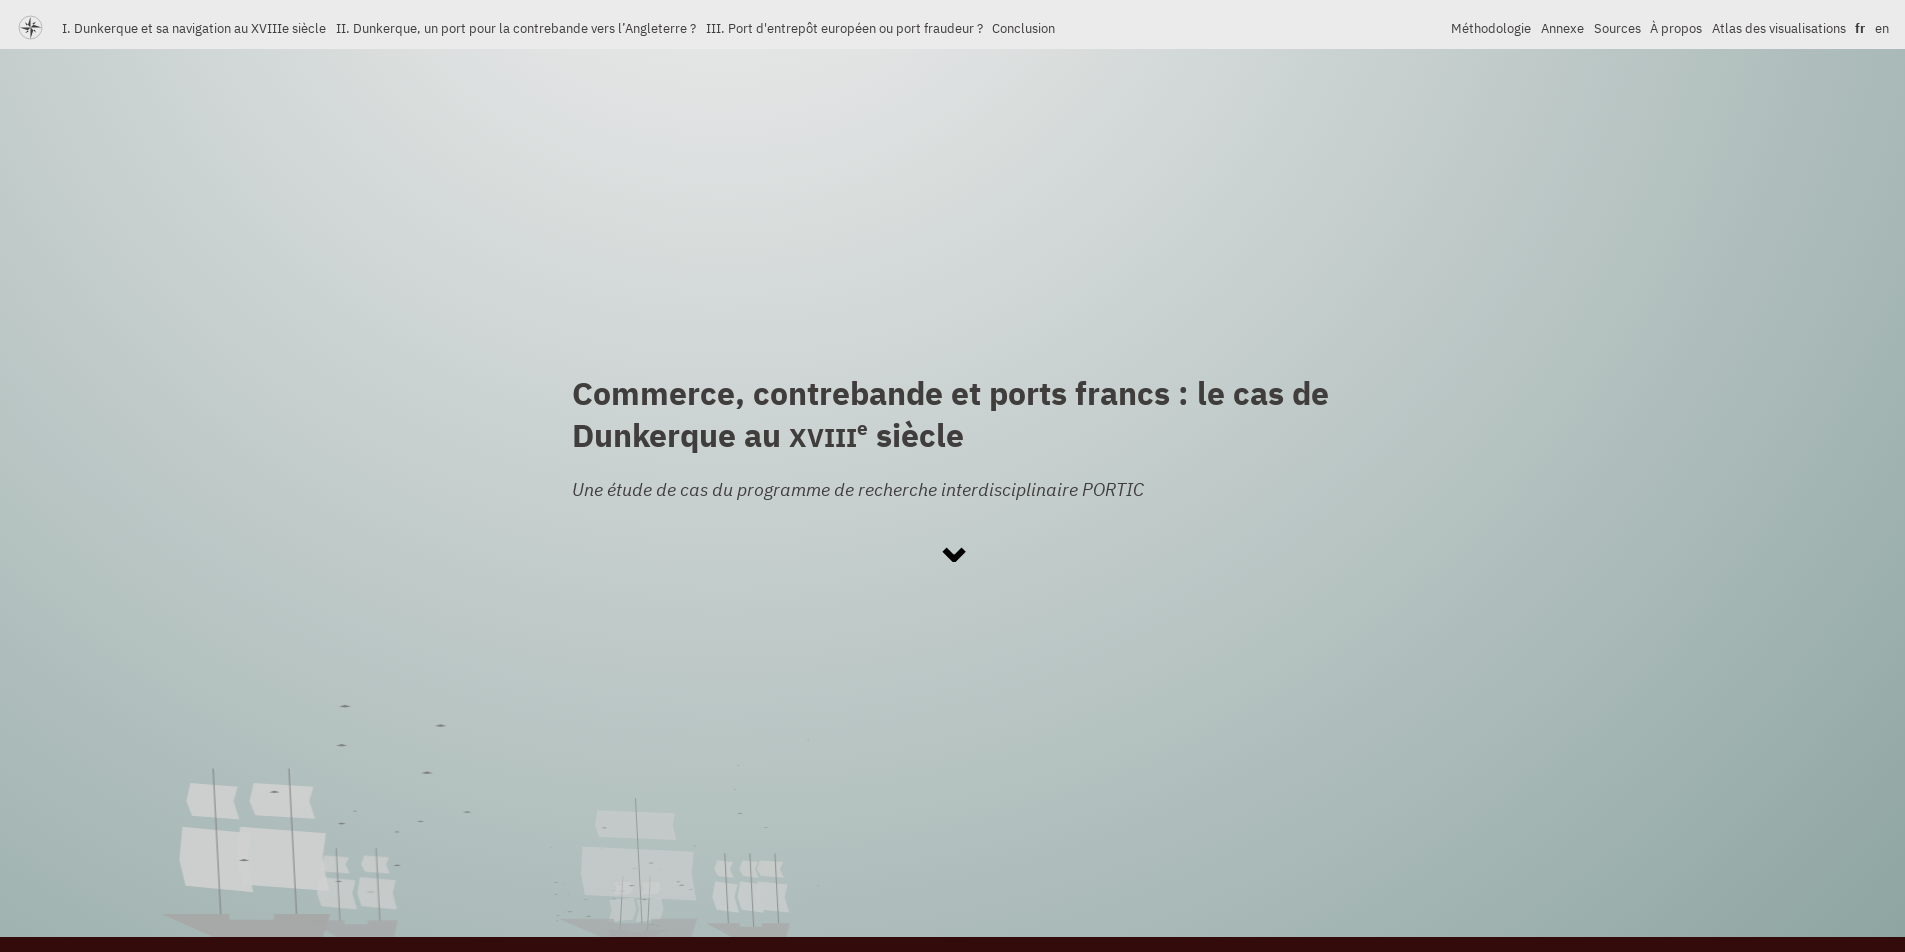 I. Dunkerque et sa navigation au XVIIIe siècle II. Dunkerque, un port pour la contrebande vers l’Angleterre ? III. Port d'entrepôt européen ou port fraudeur ? Conclusion Méthodologie Annexe Sources À propos Atlas des visualisations fr en
Commerce, contrebande et ports francs : le cas de
Dunkerque au XVIIIe siècle
Une étude de cas du programme de recherche interdisciplinaire PORTIC